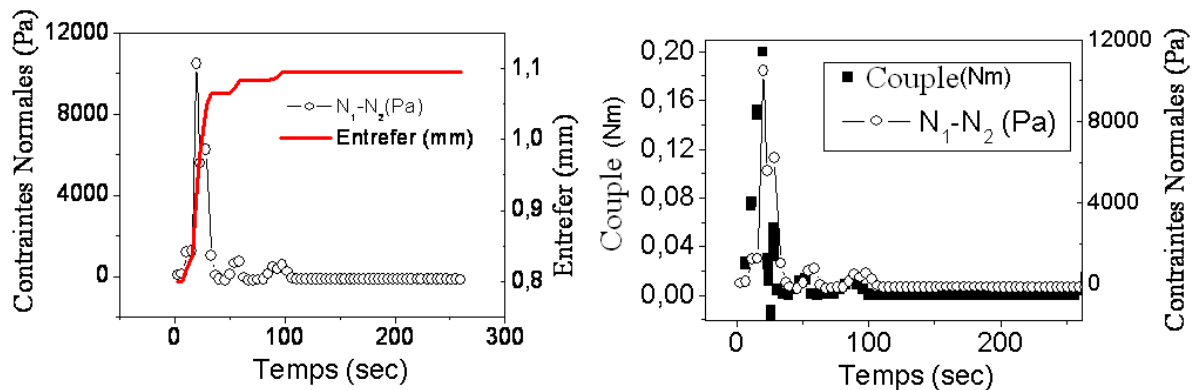 Contraintes Normales (Pa)
12000
8000
4000
0
N₁-N₂(Pa)
Entrefer (mm)
1,1
1,0
0,9
0,8
Entrefer (mm)
0
100
200
300
Temps (sec)
Couple (Nm)
0,20
0,16
0,12
0,08
0,04
0,00
Couple(Nm)
N₁-N₂ (Pa)
12000
8000
4000
0
Contraintes Normales (Pa)
0
100
200
Temps (sec)